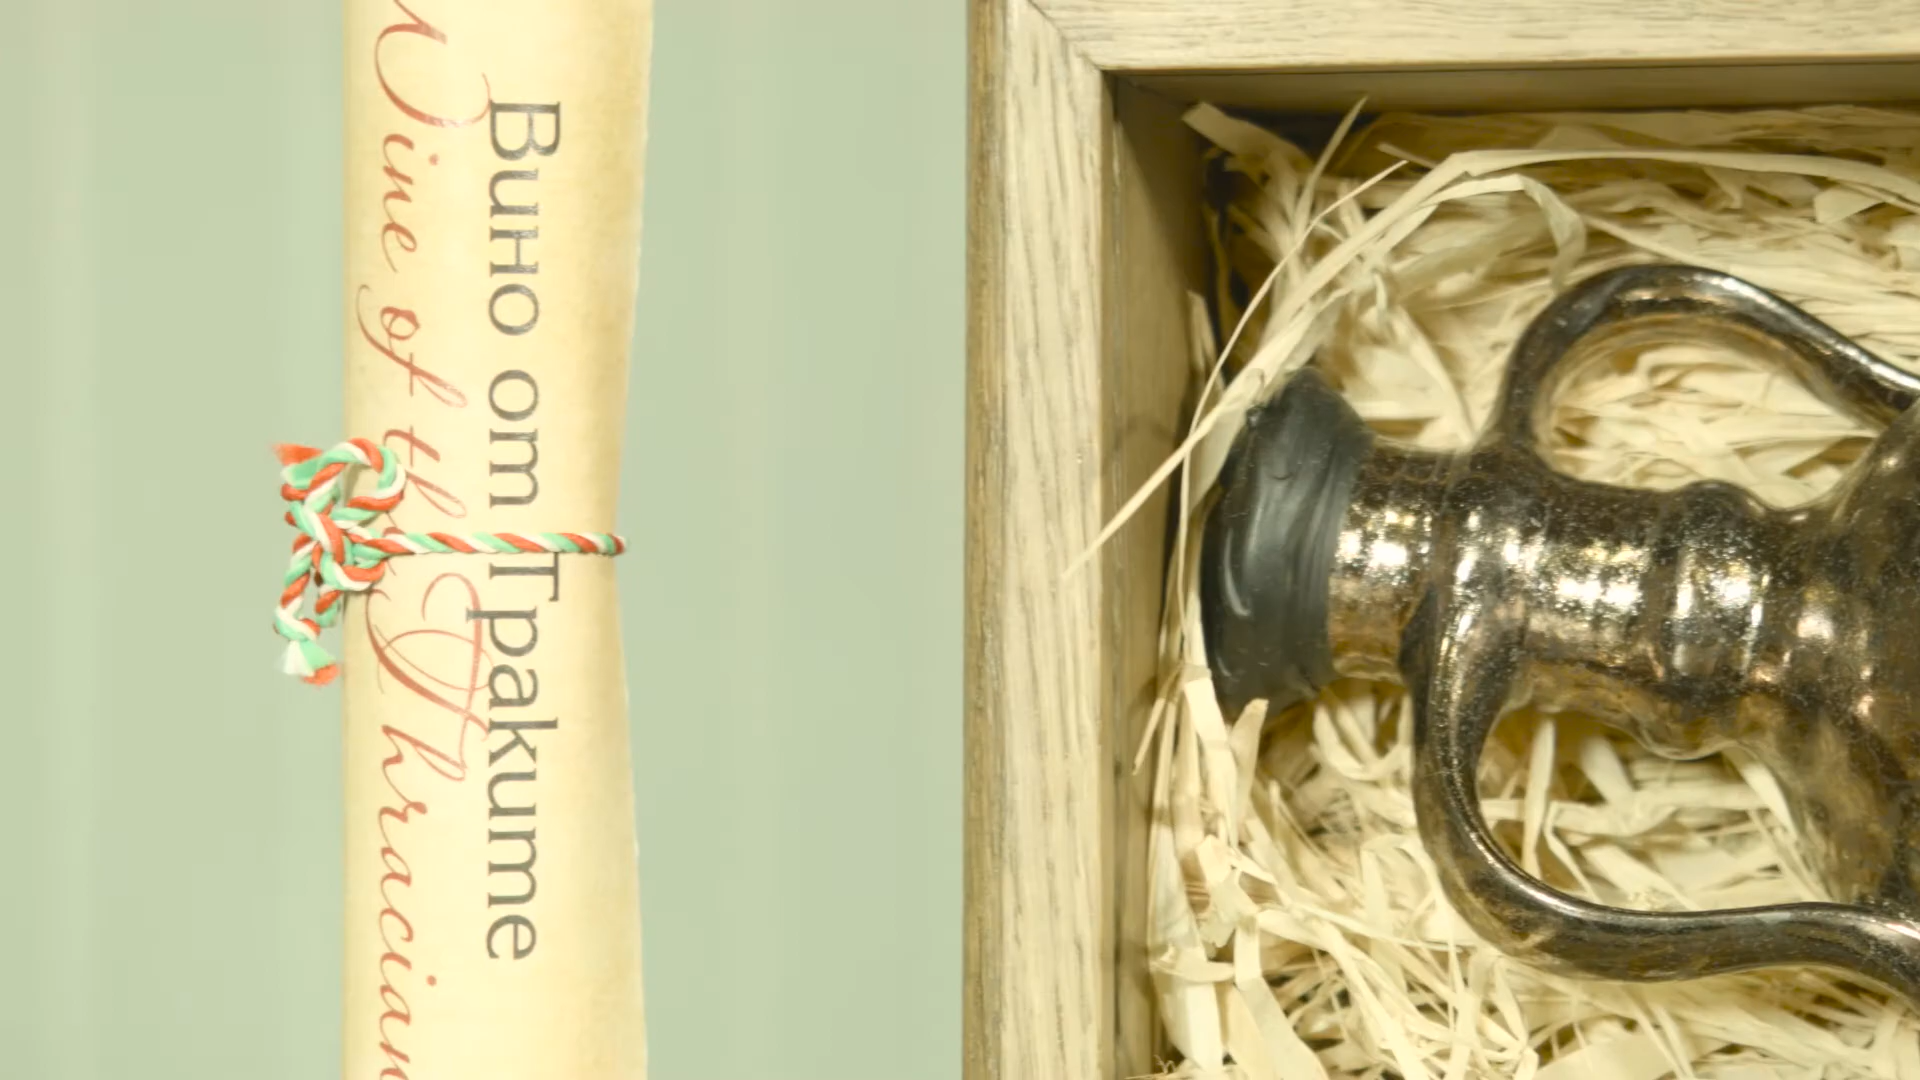 Вино от Траките
Wine of the Thracian